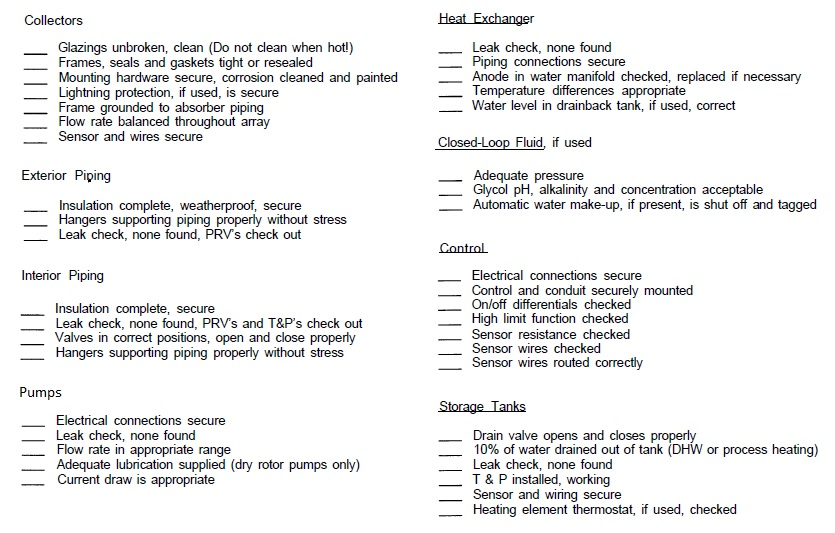 Collectors
___ Glazings unbroken, clean (Do not clean when hot!)
___ Frames, seals and gaskets tight or resealed
___ Mounting hardware secure, corrosion cleaned and painted
___ Lightning protection, if used, is secure
___ Frame grounded to absorber piping
___ Flow rate balanced throughout array
___ Sensor and wires secure
Exterior Piping
___ Insulation complete, weatherproof, secure
___ Hangers supporting piping properly without stress
___ Leak check, none found, PRV's check out
Interior Piping
___ Insulation complete, secure
___ Leak check, none found, PRV's and T&P's check out
___ Valves in correct positions, open and close properly
___ Hangers supporting piping properly without stress
Pumps
___ Electrical connections secure
___ Leak check, none found
___ Flow rate in appropriate range
___ Adequate lubrication supplied (dry rotor pumps only)
___ Current draw is appropriate
Heat Exchanger
___ Leak check, none found
___ Piping connections secure
___ Anode in water manifold checked, replaced if necessary
___ Temperature differences appropriate
___ Water level in drainback tank, if used, correct
Closed-Loop Fluid, if used
___ Adequate pressure
___ Glycol pH, alkalinity and concentration acceptable
___ Automatic water make-up, if present, is shut off and tagged
Control
___ Electrical connections secure
___ Control and conduit securely mounted
___ On/off differentials checked
___ High limit function checked
___ Sensor resistance checked
___ Sensor wires checked
___ Sensor wires routed correctly
Storage Tanks
___ Drain valve opens and closes properly
___ 10% of water drained out of tank (DHW or process heating)
___ Leak check, none found
___ T & P installed, working
___ Sensor and wiring secure
___ Heating element thermostat, if used, checked